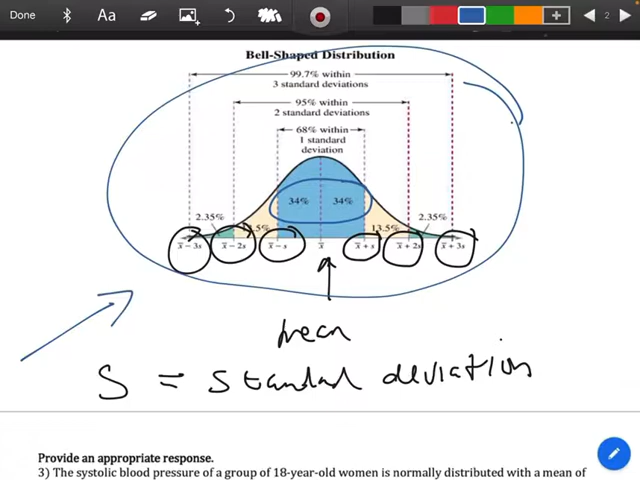 Done Aa 2
Bell-Shaped Distribution
99.7% within
3 standard deviations
95% within
2 standard deviations
68% within
1 standard
deviation
34% 34%
2.35% 2.35%
13.5%
x̄ – 3s x̄ – 2s x̄ – s x̄ x̄ + s x̄ + 2s x̄ + 3s
mean
S = standard deviation
Provide an appropriate response.
3) The systolic blood pressure of a group of 18-year-old women is normally distributed with a mean of